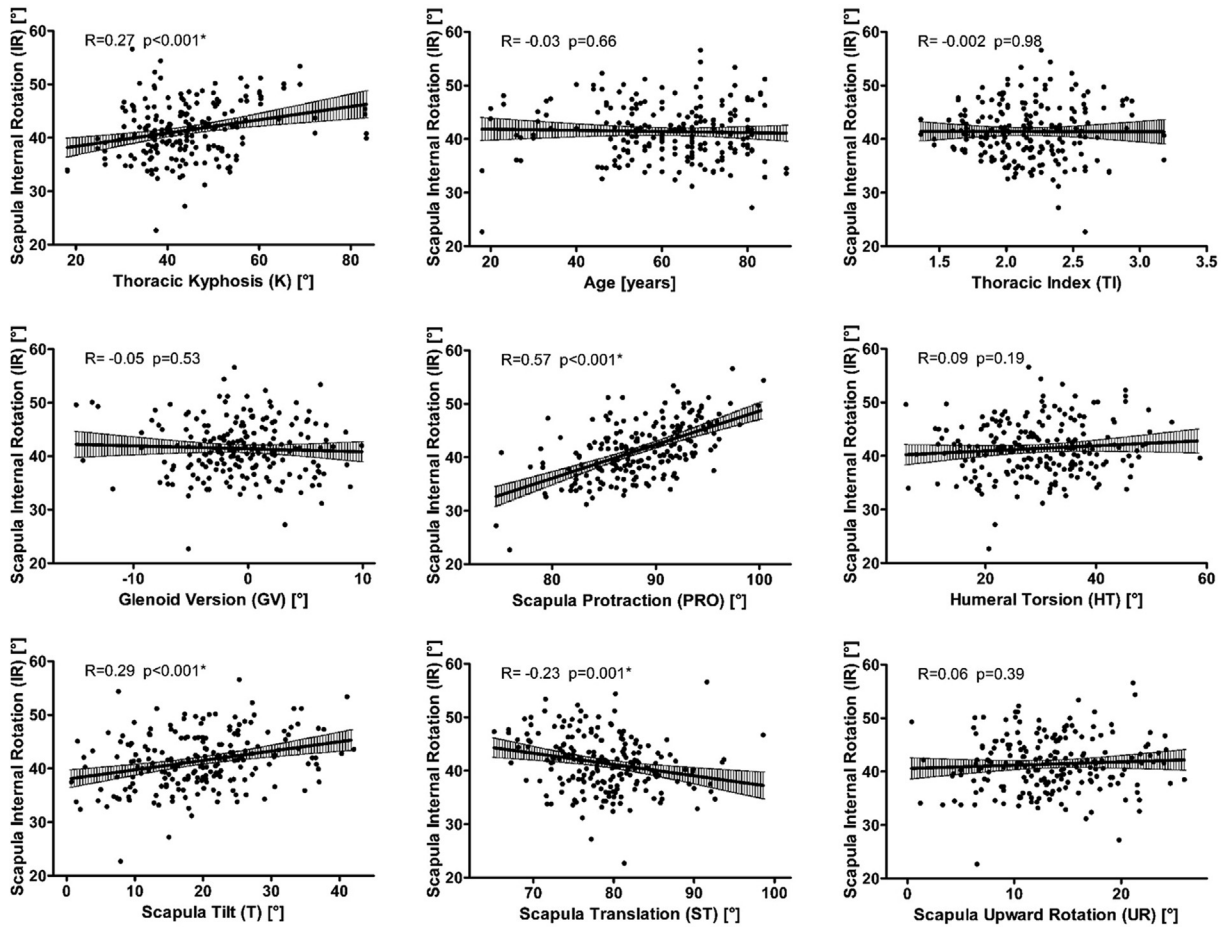 Scapula Internal Rotation (IR) [°]
60
50
40
30
20
R=0.27 p<0.001*
20
40
60
80
Thoracic Kyphosis (K) [°]
Scapula Internal Rotation (IR) [°]
60
50
40
30
20
R= -0.03 p=0.66
20
40
60
80
Age [years]
Scapula Internal Rotation (IR) [°]
60
50
40
30
20
R= -0.002 p=0.98
1.5
2.0
2.5
3.0
3.5
Thoracic Index (TI)
Scapula Internal Rotation (IR) [°]
60
50
40
30
20
R= -0.05 p=0.53
-10
0
10
Glenoid Version (GV) [°]
Scapula Internal Rotation (IR) [°]
60
50
40
30
20
R=0.57 p<0.001*
80
90
100
Scapula Protraction (PRO) [°]
Scapula Internal Rotation (IR) [°]
60
50
40
30
20
R=0.09 p=0.19
20
40
60
Humeral Torsion (HT) [°]
Scapula Internal Rotation (IR) [°]
60
50
40
30
20
R=0.29 p<0.001*
0
10
20
30
40
Scapula Tilt (T) [°]
Scapula Internal Rotation (IR) [°]
60
50
40
30
20
R= -0.23 p=0.001*
70
80
90
100
Scapula Translation (ST) [°]
Scapula Internal Rotation (IR) [°]
60
50
40
30
20
R=0.06 p=0.39
0
10
20
Scapula Upward Rotation (UR) [°]